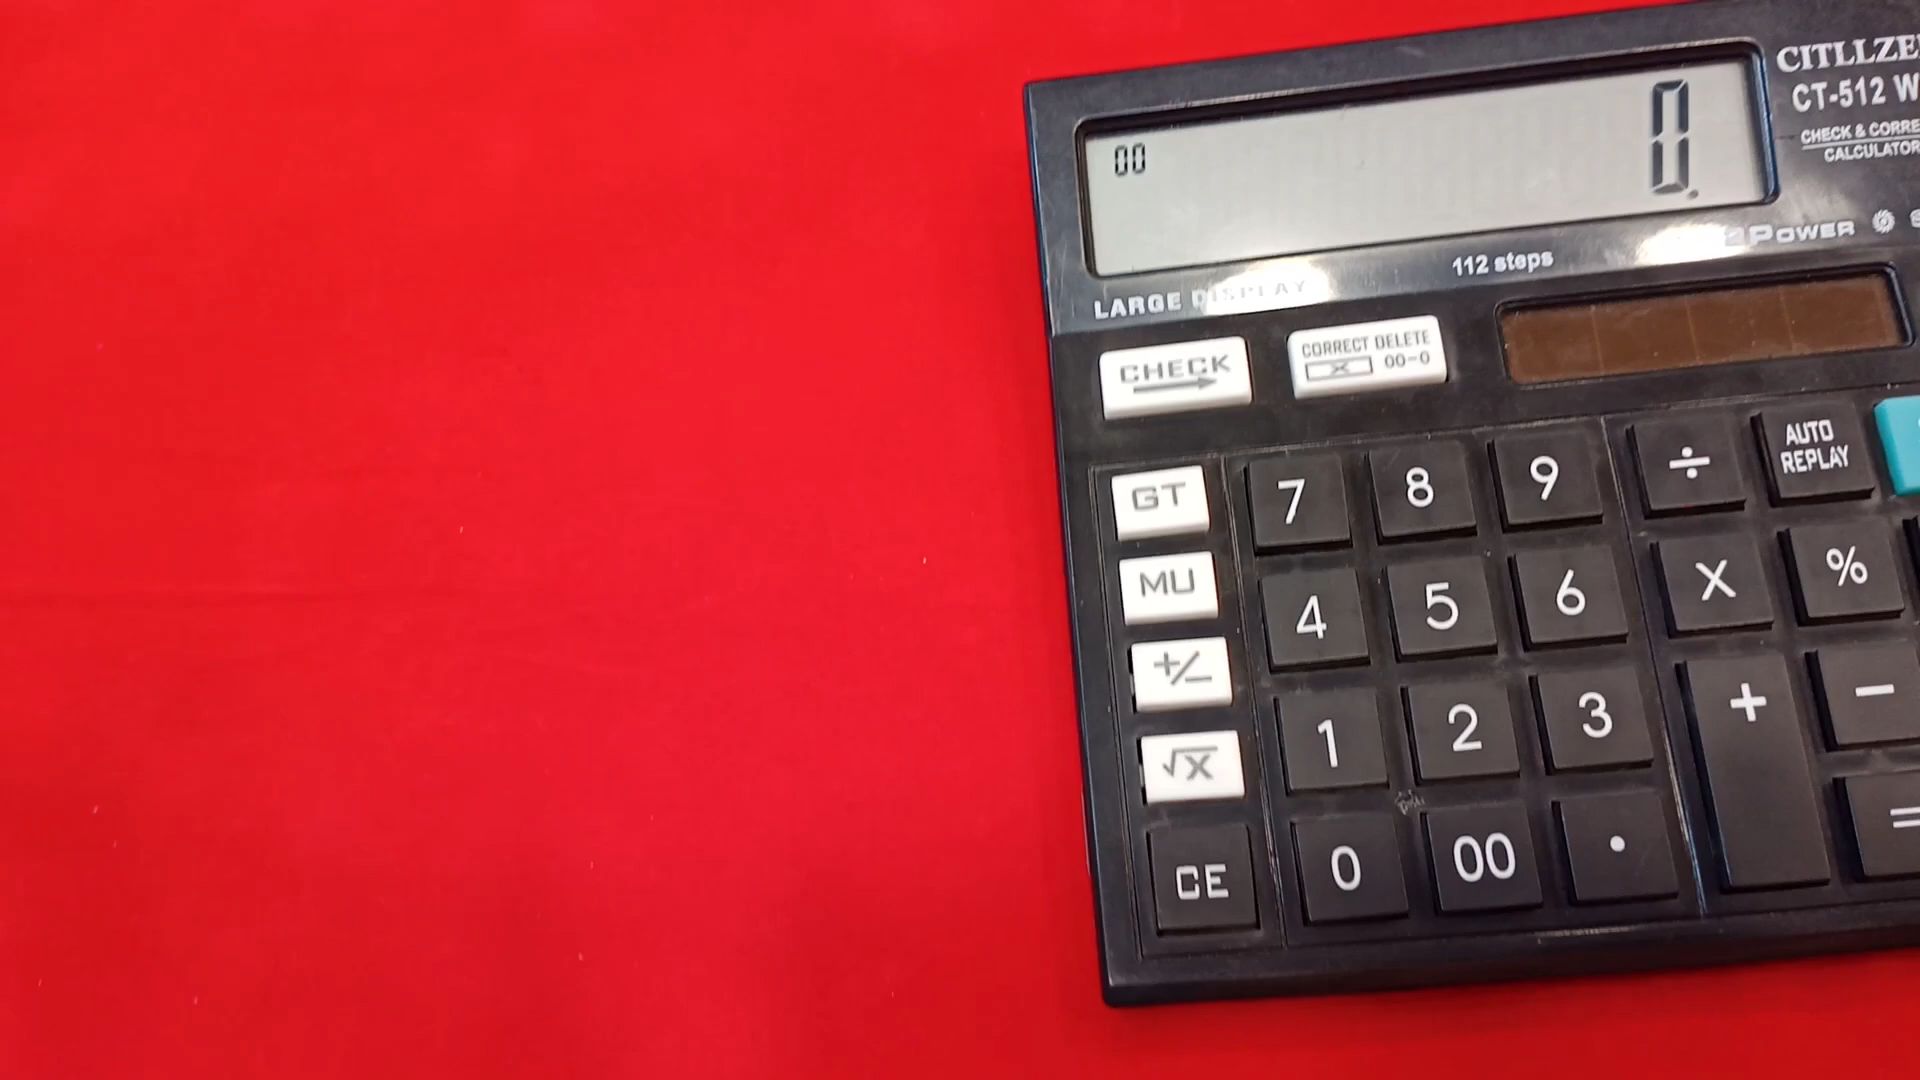 CT-512 W
CHECK & CORRE
CALCULATOR
00 0.
POWER
112 steps
LARGE DISPLAY
CHECK
CORRECT DELETE
X 00-0
AUTO REPLAY
GT 7 8 9 ÷
MU 4 5 6 X %
+/− 1 2 3 + −
√X
CE 0 00 . =